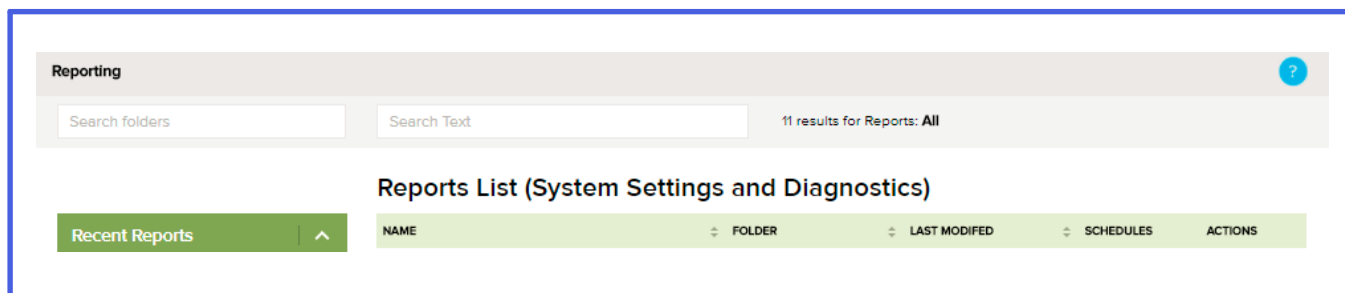 Reporting
?
Search folders
Search Text
11 results for Reports: All
Reports List (System Settings and Diagnostics)
Recent Reports
NAME FOLDER LAST MODIFED SCHEDULES ACTIONS